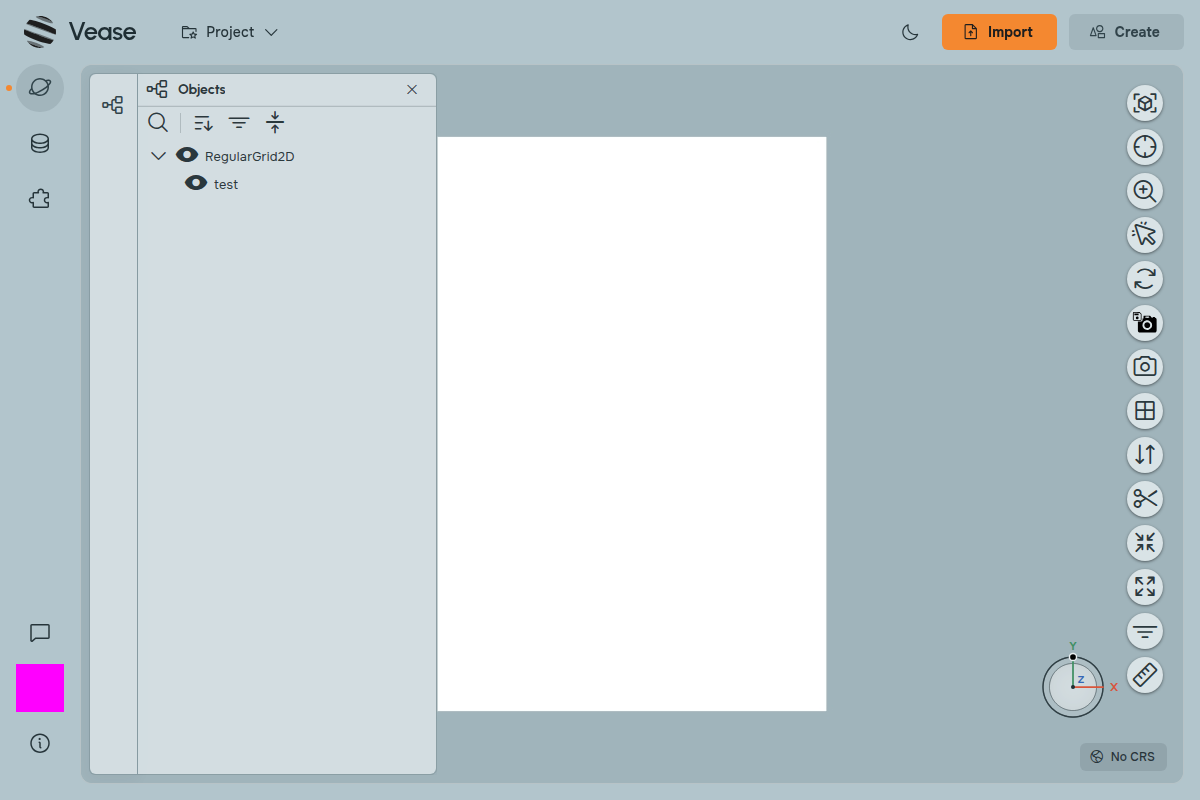 Vease
Project
Import
Create
Objects
RegularGrid2D
test
Y
Z
X
No CRS